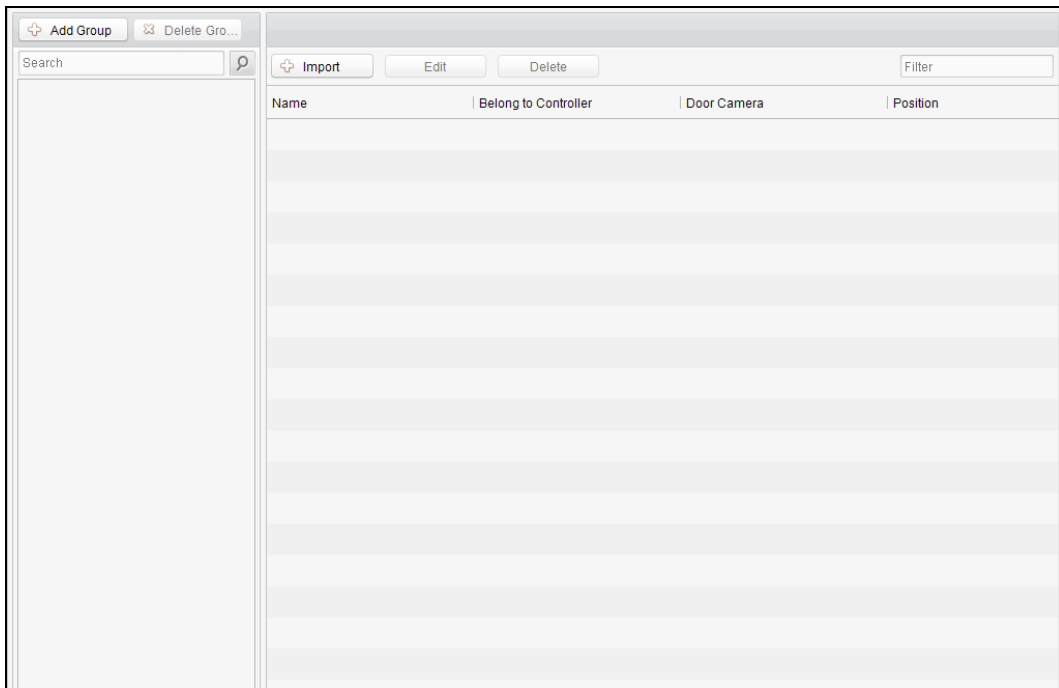 Add Group Delete Gro...
Search
Import Edit Delete Filter
Name Belong to Controller Door Camera Position